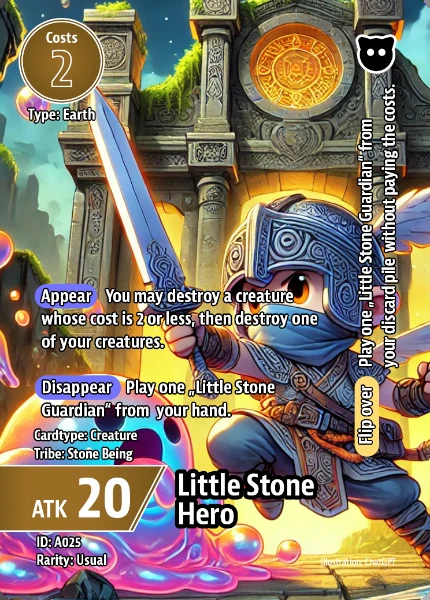 Costs
2
Type: Earth
Flip over Play one „Little Stone Guardian“ from
your discard pile without paying the costs.
Appear You may destroy a creature
whose cost is 2 or less, then destroy one
of your creatures.
Disappear Play one „Little Stone
Guardian“ from your hand.
Cardtype: Creature
Tribe: Stone Being
ATK 20
Little Stone
Hero
ID: A025
Rarity: Usual
Illustration: ChatGPT